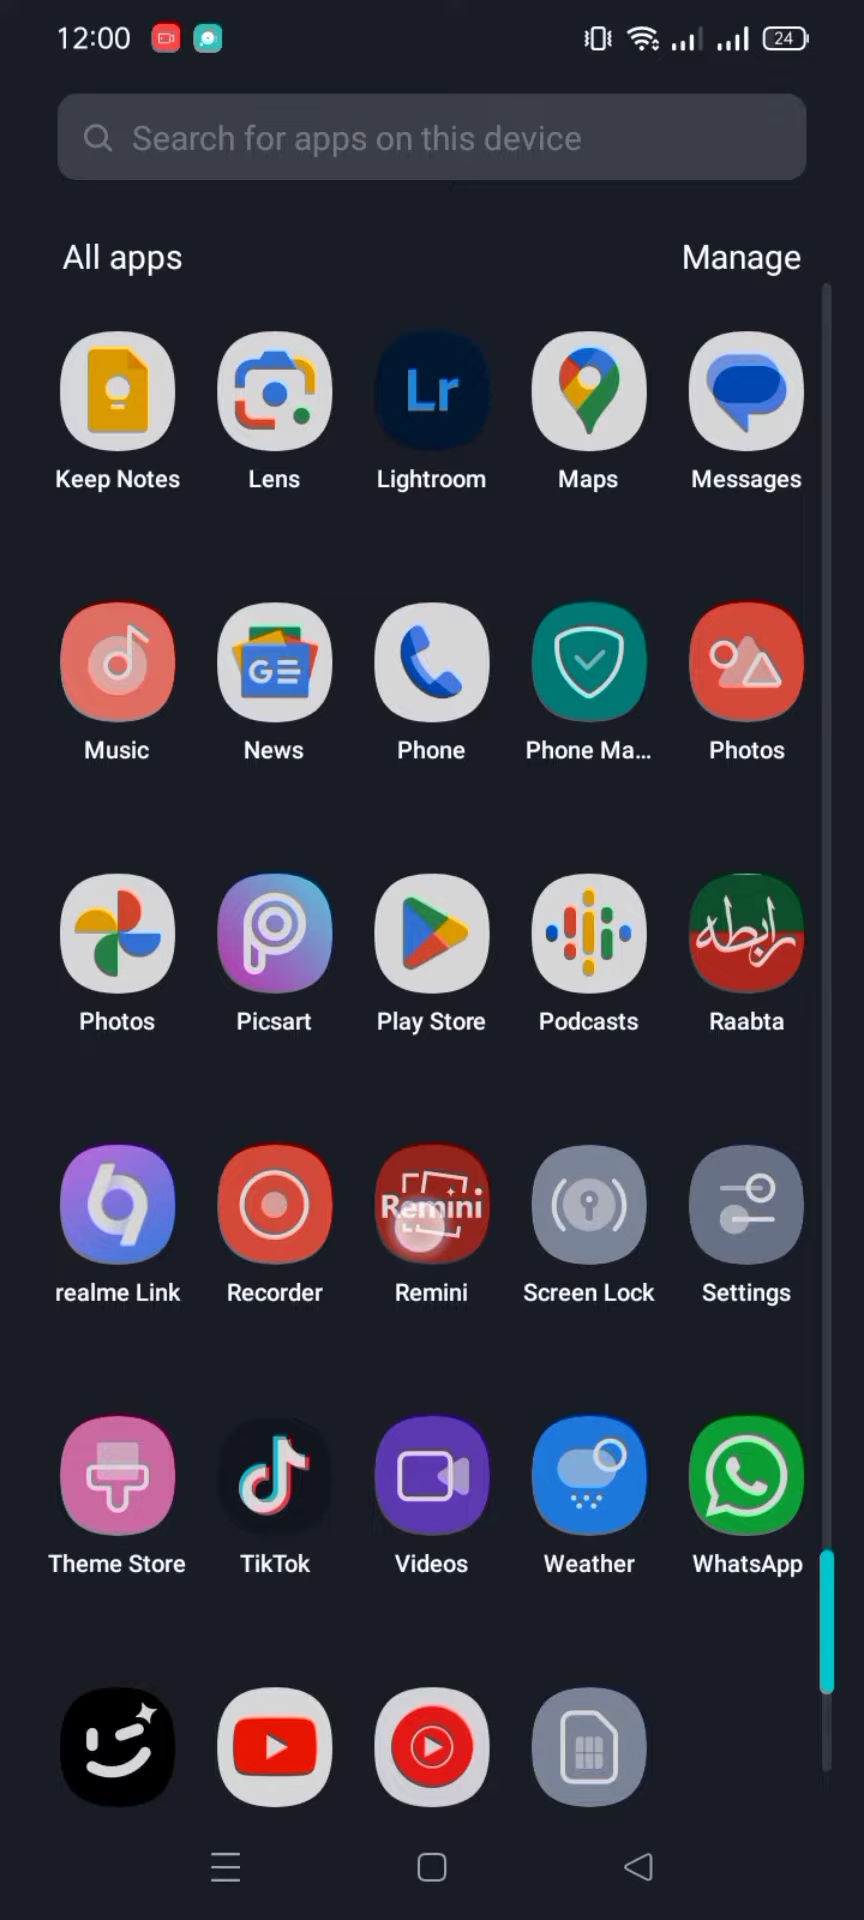 12:00
24
Search for apps on this device
All apps
Manage
Keep Notes
Lens
Lr
Lightroom
Maps
Messages
Music
GE
News
Phone
Phone Ma...
Photos
Photos
Picsart
Play Store
Podcasts
رابطہ
Raabta
realme Link
Recorder
Remini
Remini
Screen Lock
Settings
Theme Store
TikTok
Videos
Weather
WhatsApp